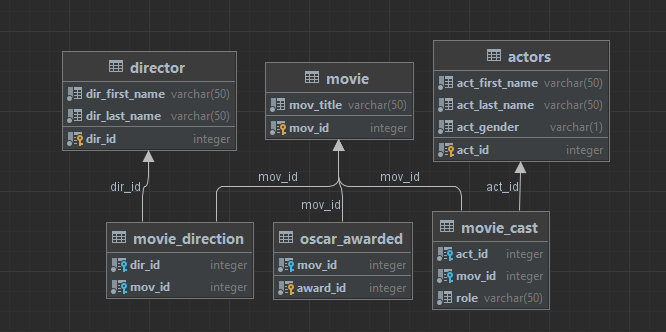 director
dir_first_name varchar(50)
dir_last_name varchar(50)
dir_id integer
movie
mov_title varchar(50)
mov_id integer
actors
act_first_name varchar(50)
act_last_name varchar(50)
act_gender varchar(1)
act_id integer
dir_id
mov_id
mov_id
mov_id
act_id
movie_direction
dir_id integer
mov_id integer
oscar_awarded
mov_id integer
award_id integer
movie_cast
act_id integer
mov_id integer
role varchar(50)